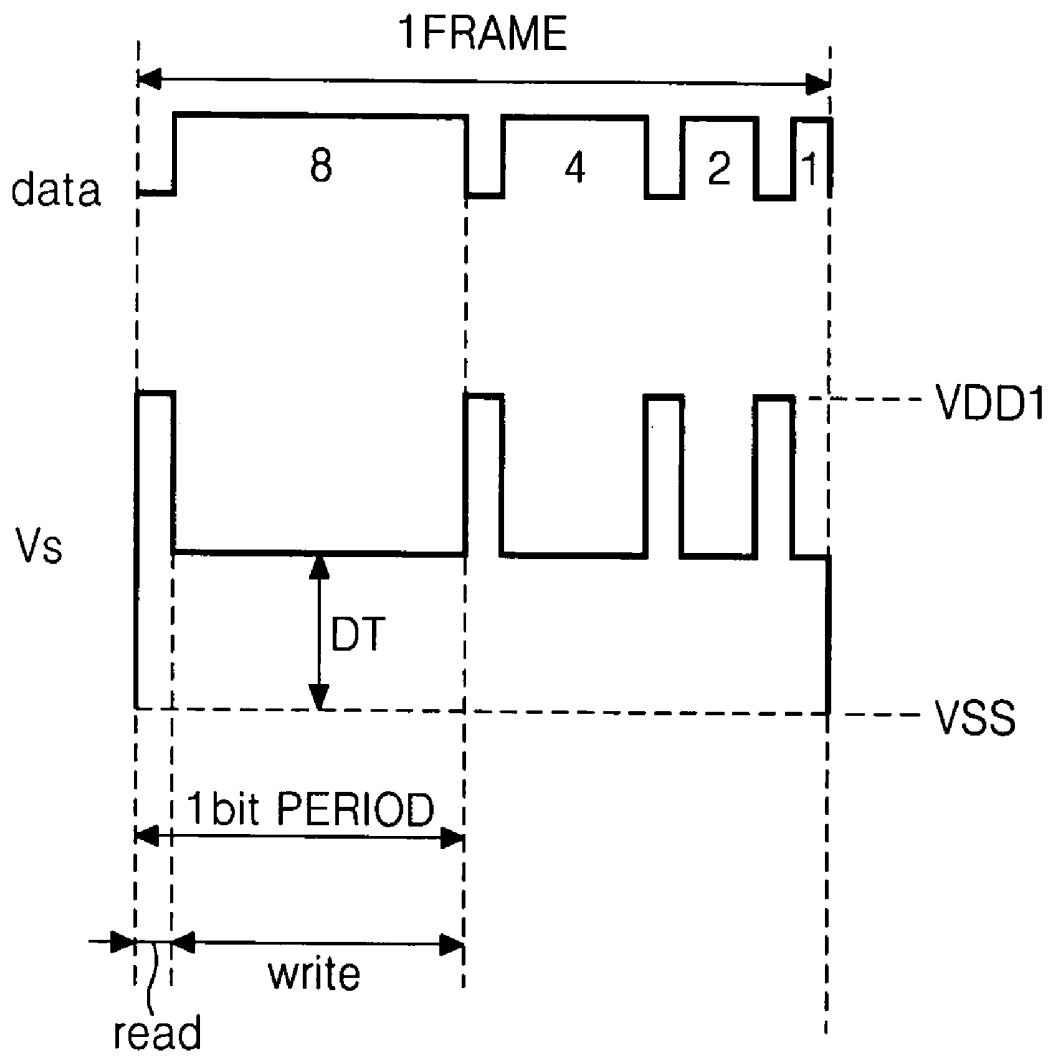 1FRAME
data
8
4
2
1
VDD1
Vs
DT
VSS
1bit PERIOD
write
read